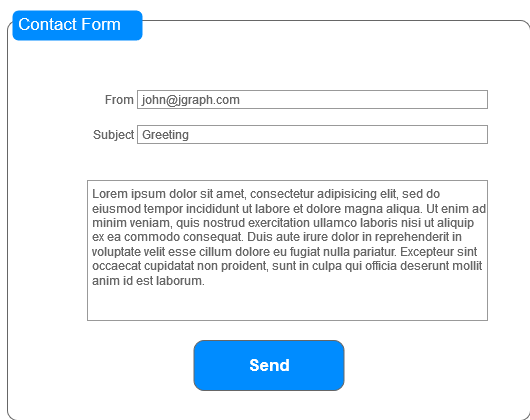 Contact Form
From john@jgraph.com
Subject Greeting
Lorem ipsum dolor sit amet, consectetur adipisicing elit, sed do
eiusmod tempor incididunt ut labore et dolore magna aliqua. Ut enim ad
minim veniam, quis nostrud exercitation ullamco laboris nisi ut aliquip
ex ea commodo consequat. Duis aute irure dolor in reprehenderit in
voluptate velit esse cillum dolore eu fugiat nulla pariatur. Excepteur sint
occaecat cupidatat non proident, sunt in culpa qui officia deserunt mollit
anim id est laborum.
Send